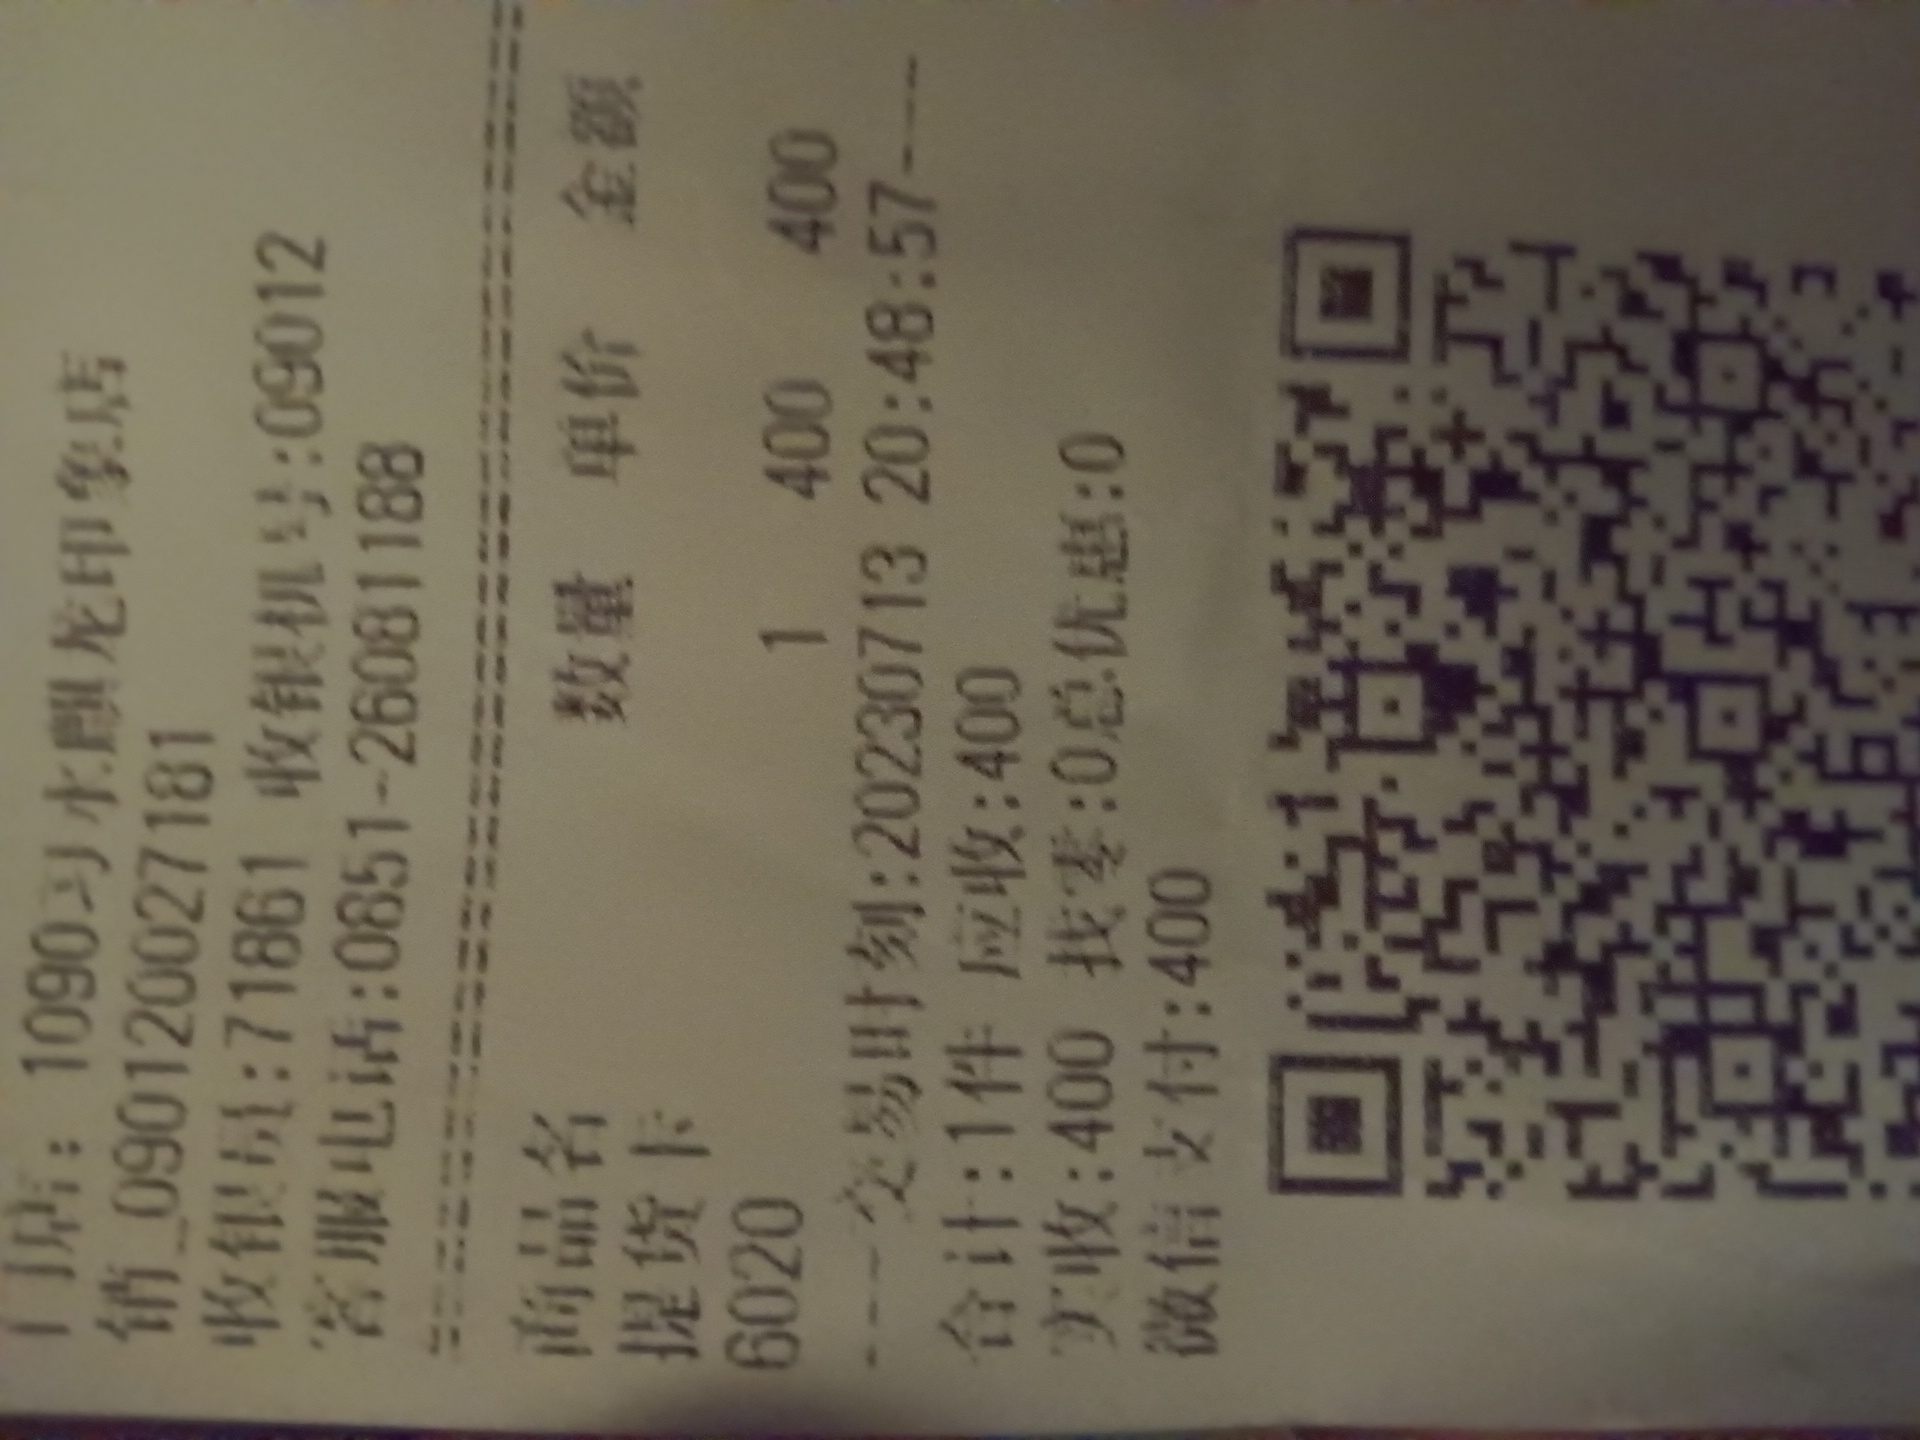 门店: 1090习水麒龙印象店
销_090120027181
收银员:71861 收银机号:09012
客服电话:0851-26081188
商品名 数量 单价 金额
提货卡
6020 1 400 400
----交易时刻:20230713 20:48:57----
合计:1件 应收:400
实收:400 找零:0总优惠:0
微信支付:400